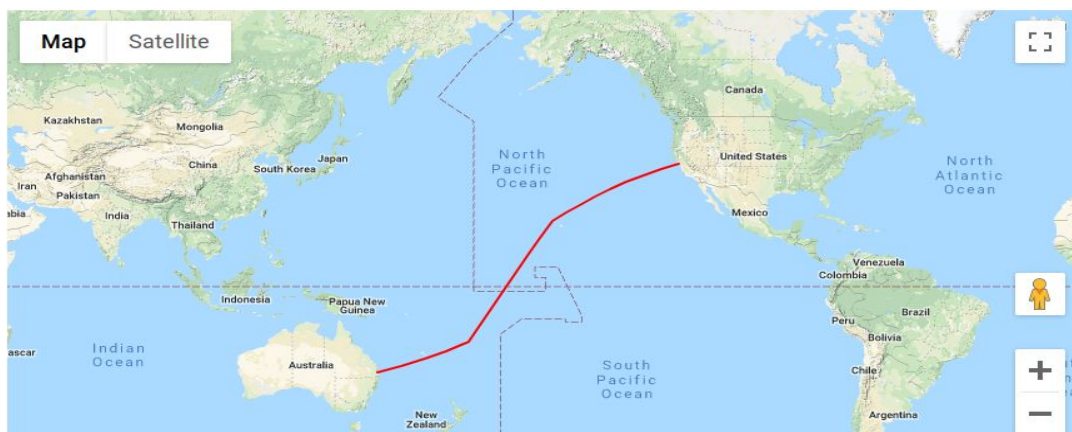 Map Satellite
Canada
Kazakhstan
Mongolia
North
Pacific
Ocean
United States
North
Atlantic
Ocean
China
Japan
South Korea
Afghanistan
Iran
Pakistan
India
Thailand
Mexico
Venezuela
Colombia
Indonesia
Papua New
Guinea
Brazil
Peru
Bolivia
Indian
Ocean
Australia
South
Pacific
Ocean
Chile
New
Zealand
Argentina